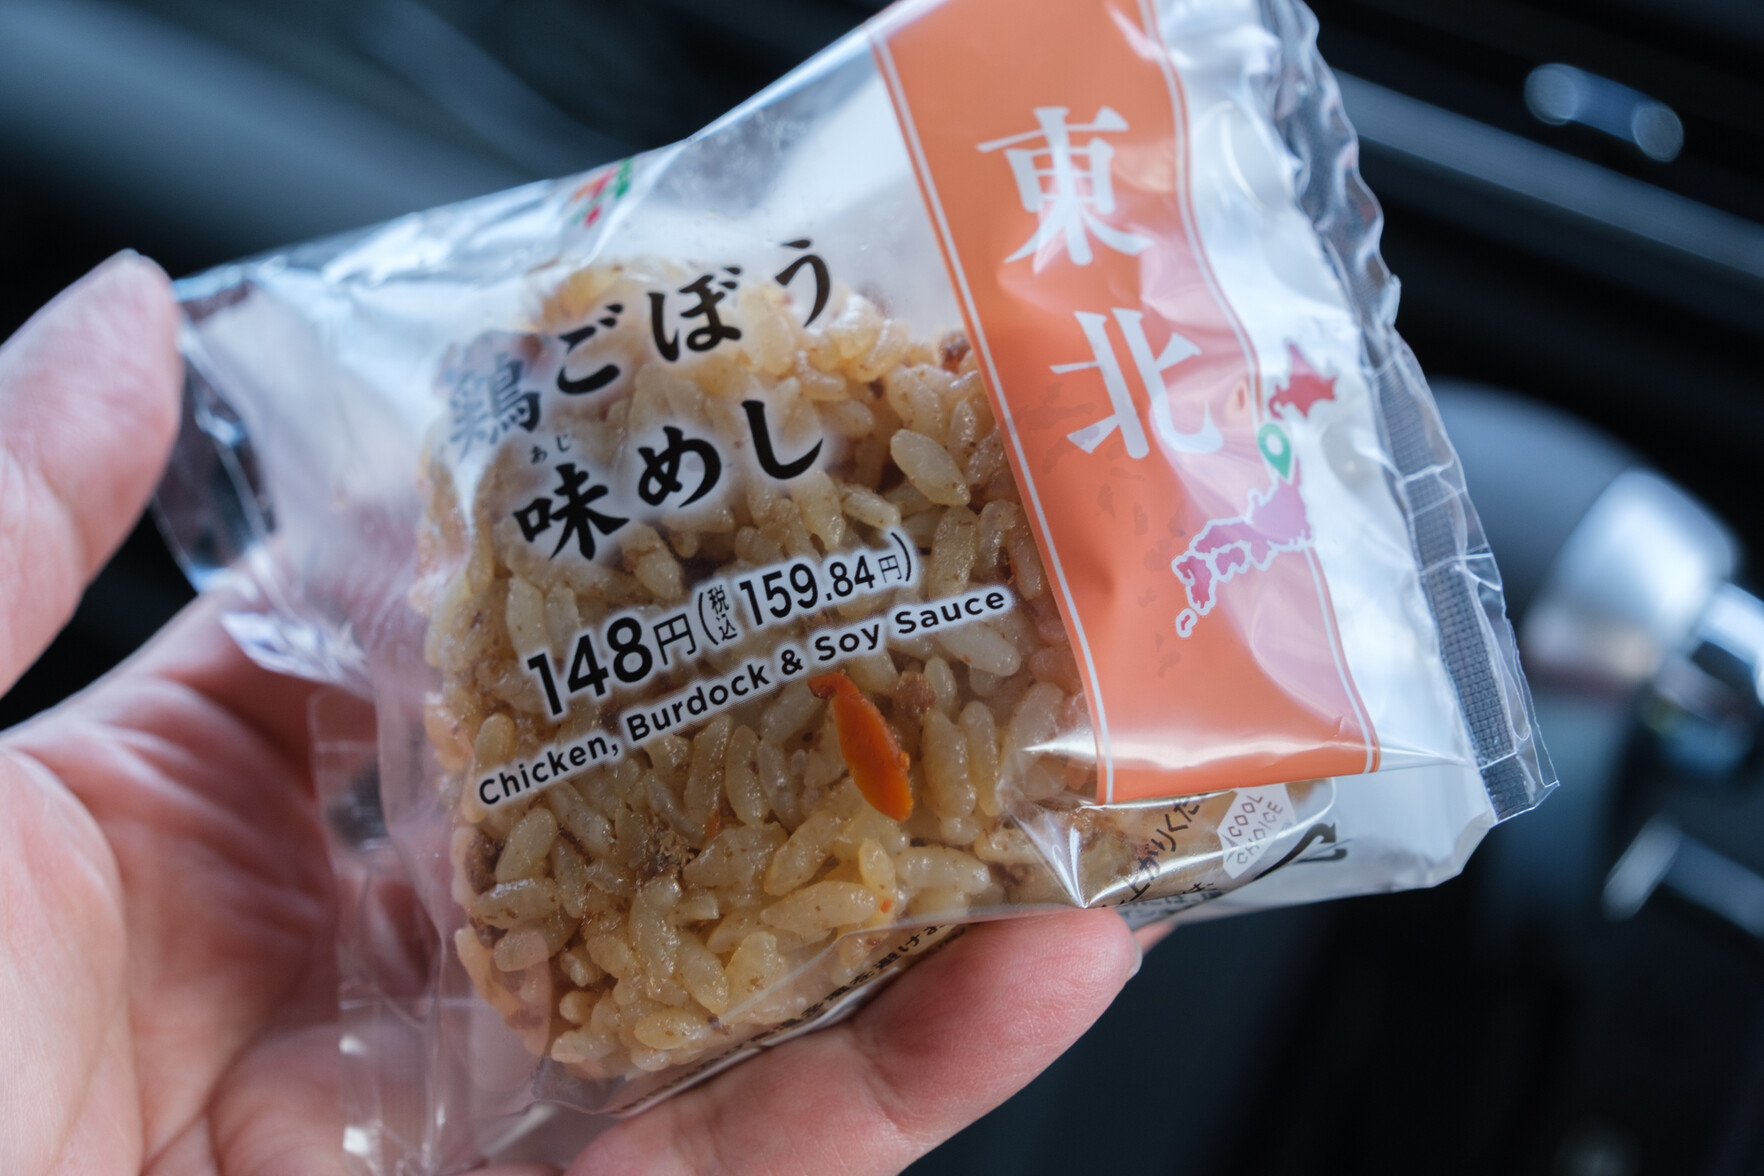 東北
鶏ごぼう
あじ
味めし
148円(税込159.84円)
Chicken, Burdock & Soy Sauce
COOL CHOICE